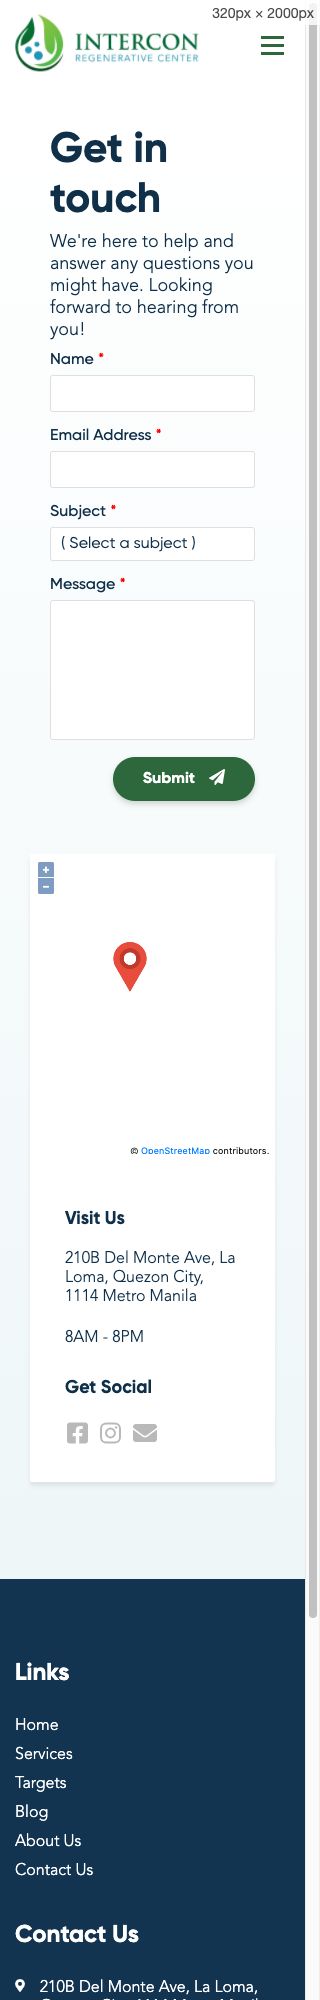 320px × 2000px
INTERCON
REGENERATIVE CENTER
Get in
touch
We're here to help and
answer any questions you
might have. Looking
forward to hearing from
you!
Name *
Email Address *
Subject *
( Select a subject )
Message *
Submit
+
−
© OpenStreetMap contributors.
Visit Us
210B Del Monte Ave, La
Loma, Quezon City,
1114 Metro Manila
8AM - 8PM
Get Social
Links
Home
Services
Targets
Blog
About Us
Contact Us
Contact Us
210B Del Monte Ave, La Loma,